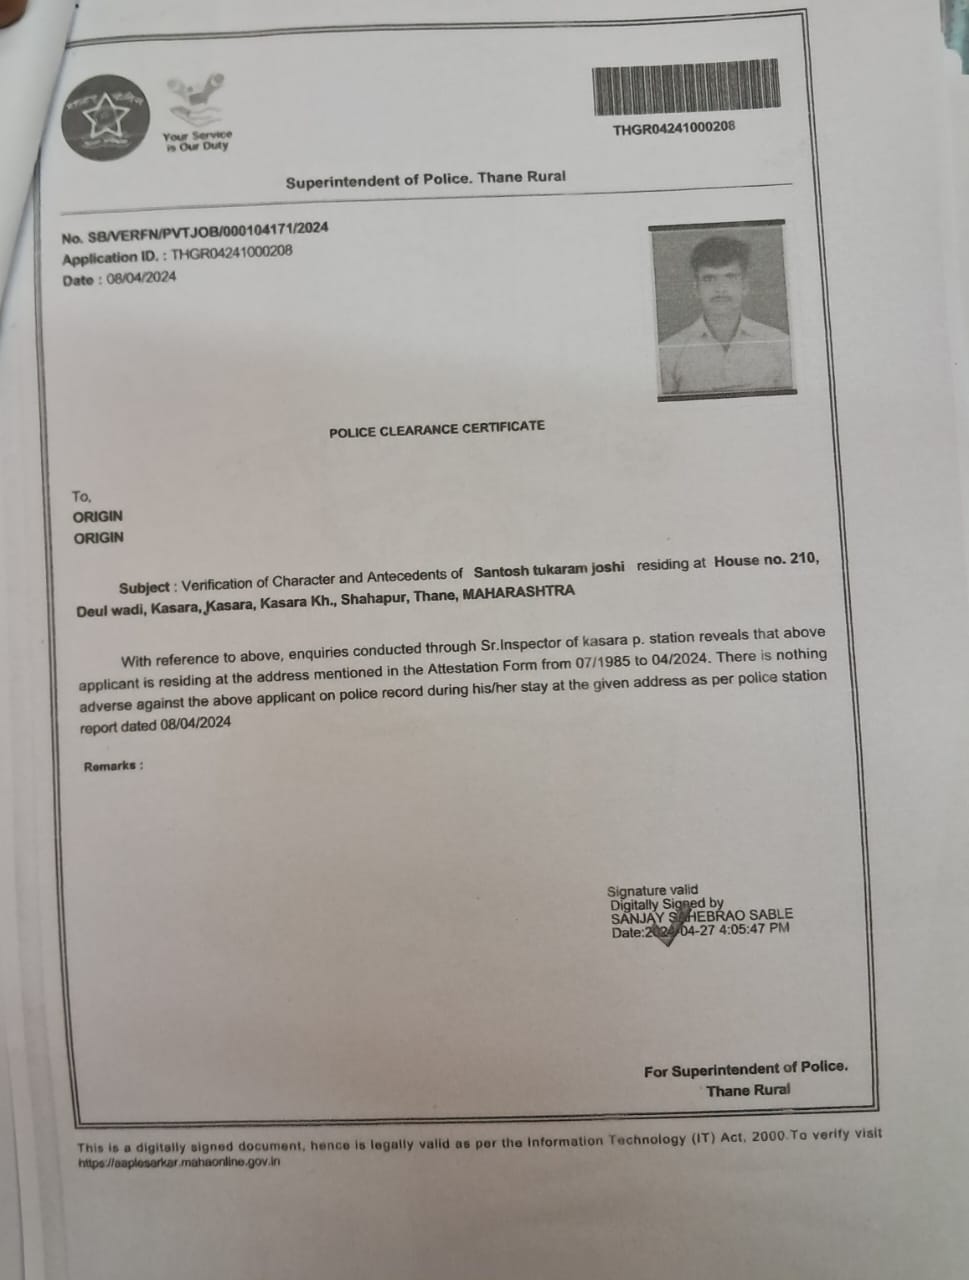 Your Service
is Our Duty
THGR04241000208
Superintendent of Police. Thane Rural
No. SB/VERFN/PVTJOB/000104171/2024
Application ID. : THGR04241000208
Date : 08/04/2024
POLICE CLEARANCE CERTIFICATE
To,
ORIGIN
ORIGIN
Subject : Verification of Character and Antecedents of Santosh tukaram joshi residing at House no. 210,
Deul wadi, Kasara, Kasara, Kasara Kh., Shahapur, Thane, MAHARASHTRA
With reference to above, enquiries conducted through Sr.Inspector of kasara p. station reveals that above
applicant is residing at the address mentioned in the Attestation Form from 07/1985 to 04/2024. There is nothing
adverse against the above applicant on police record during his/her stay at the given address as per police station
report dated 08/04/2024
Remarks :
Signature valid
Digitally Signed by
SANJAY SAHEBRAO SABLE
Date:2024-04-27 4:05:47 PM
For Superintendent of Police.
Thane Rural
This is a digitally signed document, hence is legally valid as per the Information Technology (IT) Act, 2000.To verify visit
https://aaplesarkar.mahaonline.gov.in